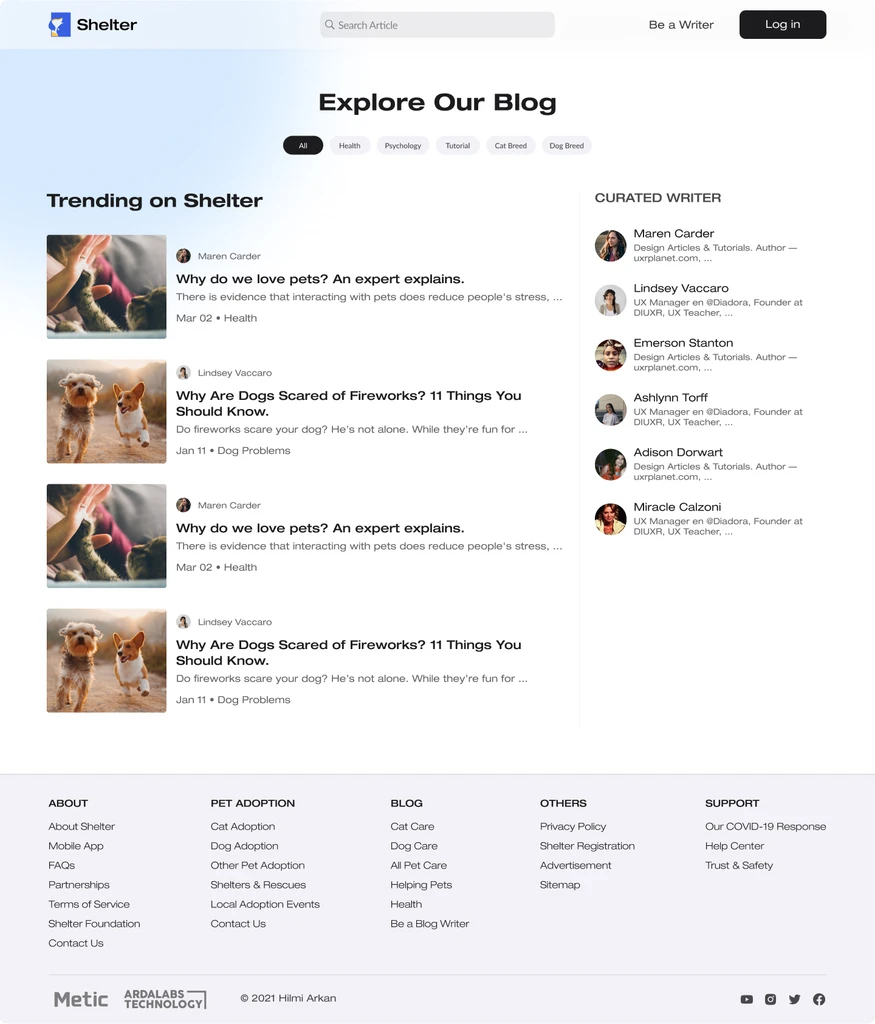 Shelter
Search Article
Be a Writer
Log in
Explore Our Blog
All
Health
Psychology
Tutorial
Cat Breed
Dog Breed
Trending on Shelter
Maren Carder
Why do we love pets? An expert explains.
There is evidence that interacting with pets does reduce people's stress, ...
Mar 02 • Health
Lindsey Vaccaro
Why Are Dogs Scared of Fireworks? 11 Things You
Should Know.
Do fireworks scare your dog? He's not alone. While they're fun for ...
Jan 11 • Dog Problems
Maren Carder
Why do we love pets? An expert explains.
There is evidence that interacting with pets does reduce people's stress, ...
Mar 02 • Health
Lindsey Vaccaro
Why Are Dogs Scared of Fireworks? 11 Things You
Should Know.
Do fireworks scare your dog? He's not alone. While they're fun for ...
Jan 11 • Dog Problems
CURATED WRITER
Maren Carder
Design Articles & Tutorials. Author —
uxrplanet.com, ...
Lindsey Vaccaro
UX Manager en @Diadora, Founder at
DIUXR, UX Teacher, ...
Emerson Stanton
Design Articles & Tutorials. Author —
uxrplanet.com, ...
Ashlynn Torff
UX Manager en @Diadora, Founder at
DIUXR, UX Teacher, ...
Adison Dorwart
Design Articles & Tutorials. Author —
uxrplanet.com, ...
Miracle Calzoni
UX Manager en @Diadora, Founder at
DIUXR, UX Teacher, ...
ABOUT
About Shelter
Mobile App
FAQs
Partnerships
Terms of Service
Shelter Foundation
Contact Us
PET ADOPTION
Cat Adoption
Dog Adoption
Other Pet Adoption
Shelters & Rescues
Local Adoption Events
Contact Us
BLOG
Cat Care
Dog Care
All Pet Care
Helping Pets
Health
Be a Blog Writer
OTHERS
Privacy Policy
Shelter Registration
Advertisement
Sitemap
SUPPORT
Our COVID-19 Response
Help Center
Trust & Safety
Metic
ARDALABS
TECHNOLOGY
© 2021 Hilmi Arkan